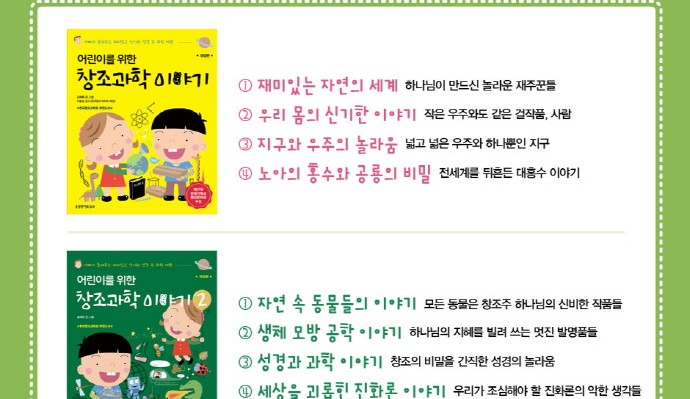 어린이를 위한
창조과학 이야기
① 재미있는 자연의 세계 하나님이 만드신 놀라운 재주꾼들
② 우리 몸의 신기한 이야기 작은 우주와도 같은 걸작품, 사람
③ 지구와 우주의 놀라움 넓고 넓은 우주와 하나뿐인 지구
④ 노아의 홍수와 공룡의 비밀 전세계를 뒤흔든 대홍수 이야기
어린이를 위한
창조과학 이야기 2
① 자연 속 동물들의 이야기 모든 동물은 창조주 하나님의 신비한 작품들
② 생체 모방 공학 이야기 하나님의 지혜를 빌려 쓰는 멋진 발명품들
③ 성경과 과학 이야기 창조의 비밀을 간직한 성경의 놀라움
④ 세상을 괴롭힌 진화론 이야기 우리가 조심해야 할 진화론의 악한 생각들